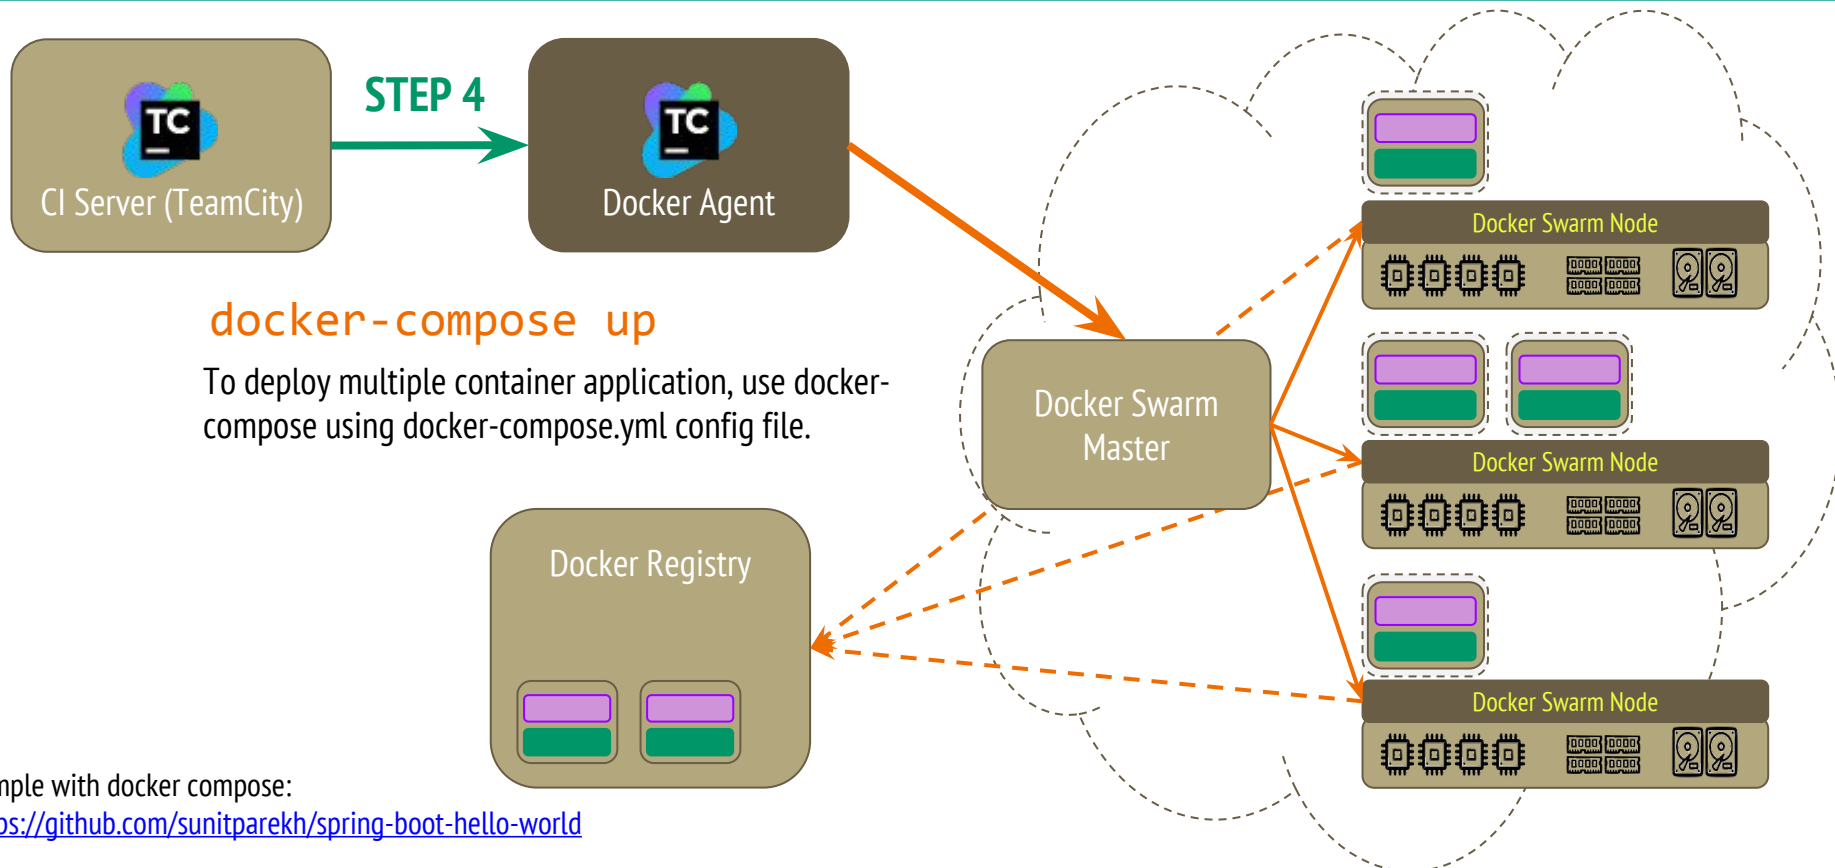 STEP 4
TC
CI Server (TeamCity)
TC
Docker Agent
docker-compose up
To deploy multiple container application, use docker-
compose using docker-compose.yml config file.
Docker Swarm
Master
Docker Registry
Docker Swarm Node
Docker Swarm Node
Docker Swarm Node
mple with docker compose:
ps://github.com/sunitparekh/spring-boot-hello-world